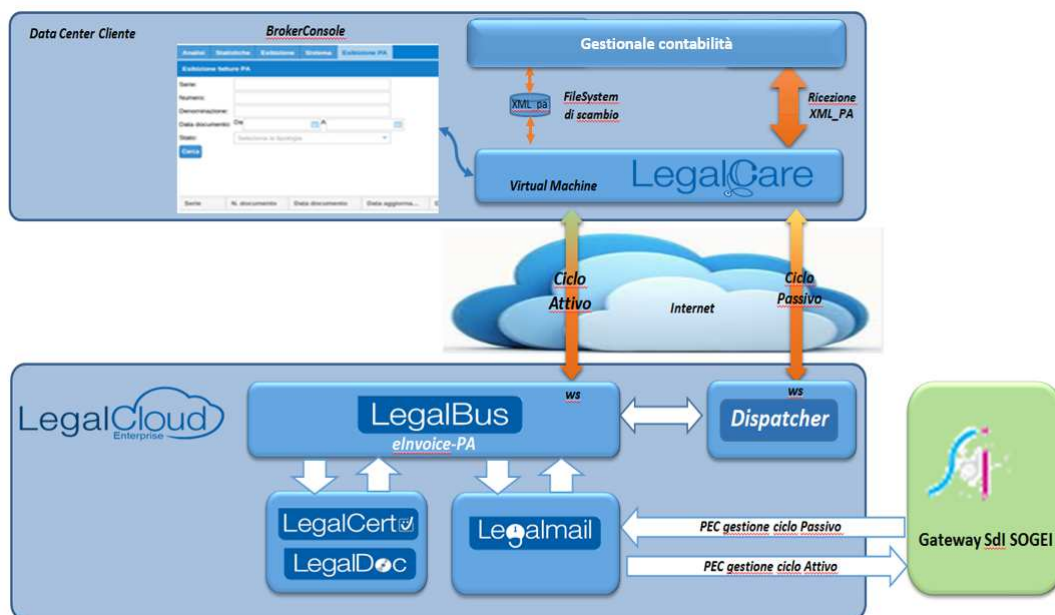 Data Center Cliente
BrokerConsole
Analisi Statistiche Esibizione Sistema Esibizione PA
Esibizione fatture PA
Serie:
Numero:
Denominazione:
Data documento: Da A
Stato: Seleziona la tipologia
Cerca
Serie N. documento Data documento Data aggiorna... S
Gestionale contabilità
XML_pa
FileSystem
di scambio
Ricezione
XML_PA
Virtual Machine
LegalCare
Ciclo
Attivo
Internet
Ciclo
Passivo
LegalCloud
Enterprise
ws
LegalBus
eInvoice-PA
ws
Dispatcher
LegalCert
LegalDoc
Legalmail
PEC gestione ciclo Passivo
PEC gestione ciclo Attivo
Gateway SdI SOGEI